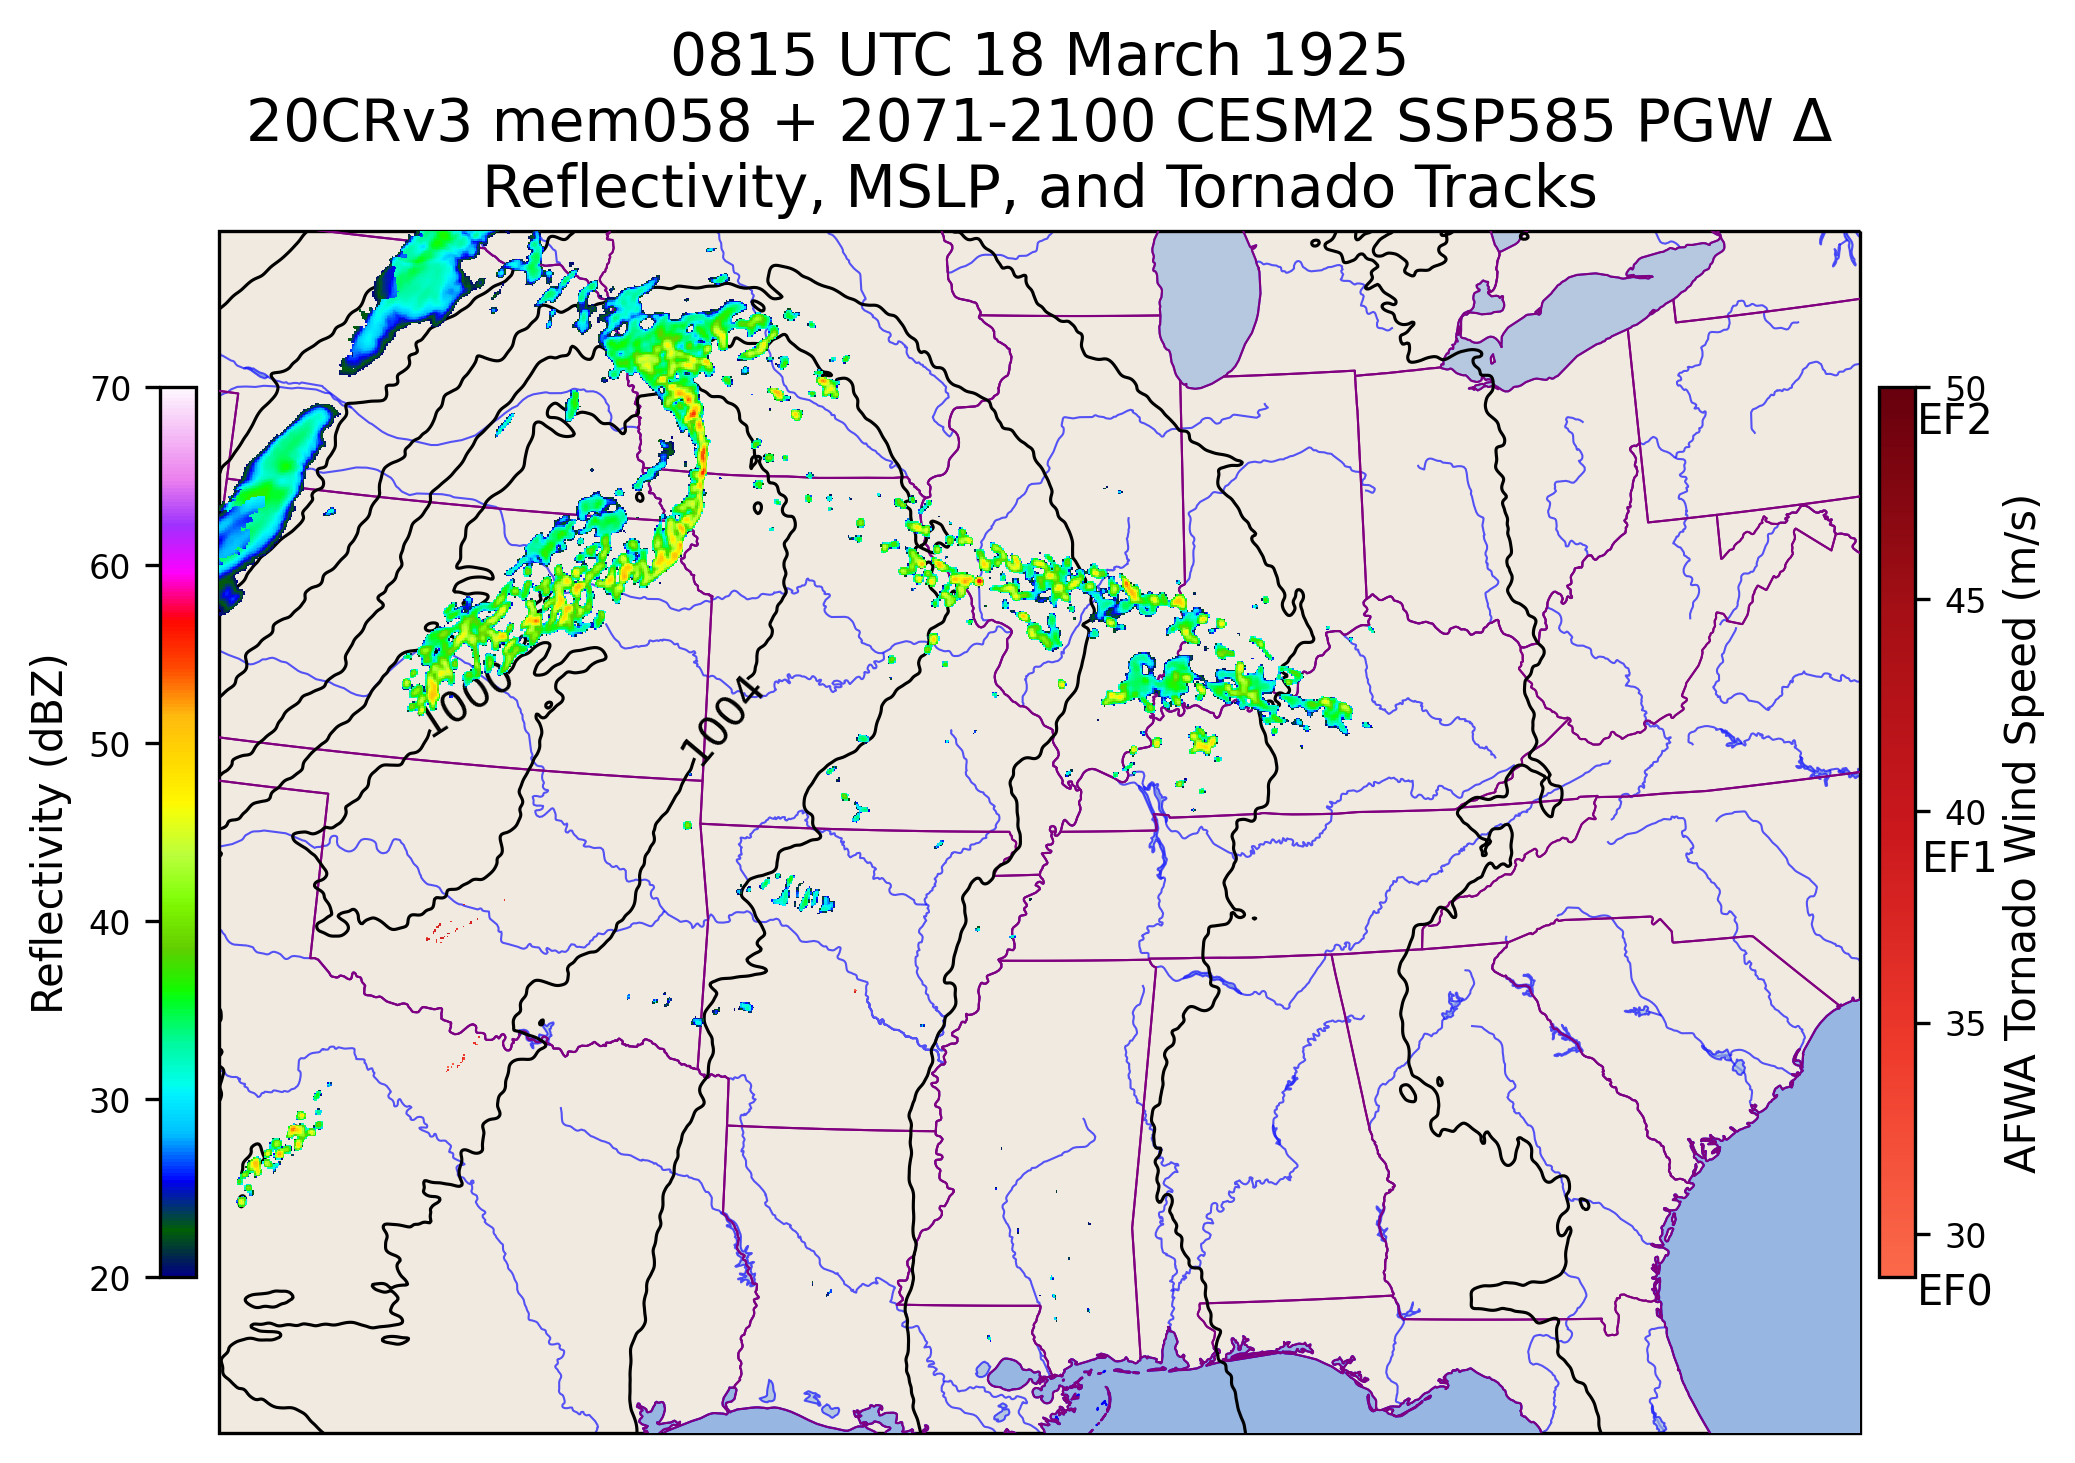 0815 UTC 18 March 1925
20CRv3 mem058 + 2071-2100 CESM2 SSP585 PGW Δ
Reflectivity, MSLP, and Tornado Tracks
70
60
50
40
30
20
Reflectivity (dBZ)
1000
1004
50
EF2
45
40
EF1
35
30
EF0
AFWA Tornado Wind Speed (m/s)